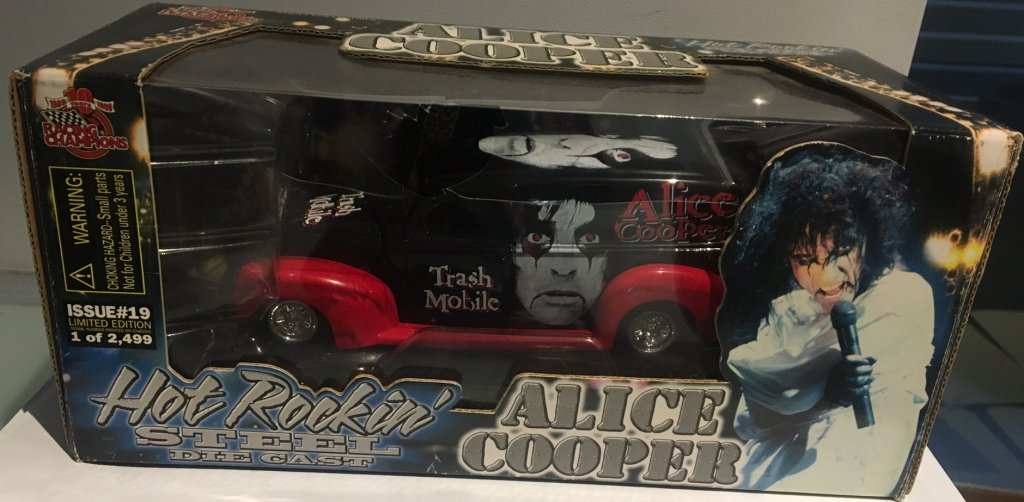 ALICE
COOPER
RACING
CHAMPIONS
WARNING:
CHOKING HAZARD--Small parts
Not for Children under 3 years
ISSUE#19
LIMITED EDITION
1 of 2,499
Trash
Mobile
Trash
Mobile
Alice
Cooper
Hot Rockin'
STEEL
DIE CAST
ALICE
COOPER